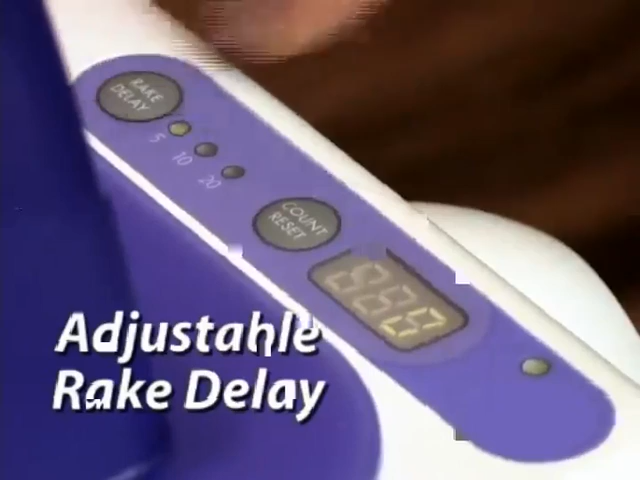 RAKE
DELAY
5
10
20
COUNT
RESET
Adjustable
Rake Delay